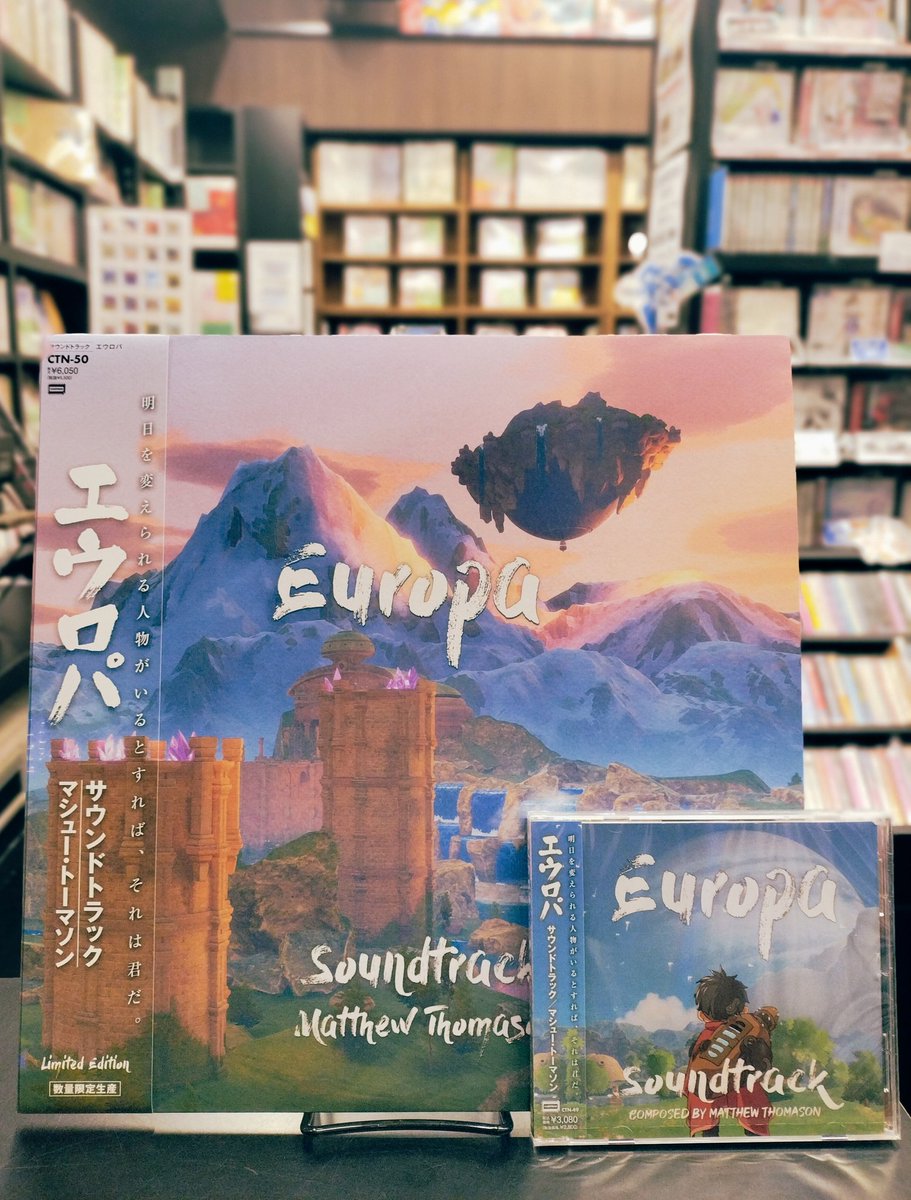 サウンドトラック エウロパ
CTN-50
¥6,050
明日を変えられる人物がいるとすれば、それは君だ。
エウロパ
サウンドトラック
マシュー・トーマソン
Limited Edition
数量限定生産
Europa
Soundtrack
Matthew Thomaso
エウロパ
サウンドトラック/マシュー・トーマソン
明日を変えられる人物がいるとすれば、それは君だ
CTN-49
¥3,080
Europa
Soundtrack
COMPOSED BY MATTHEW THOMASON